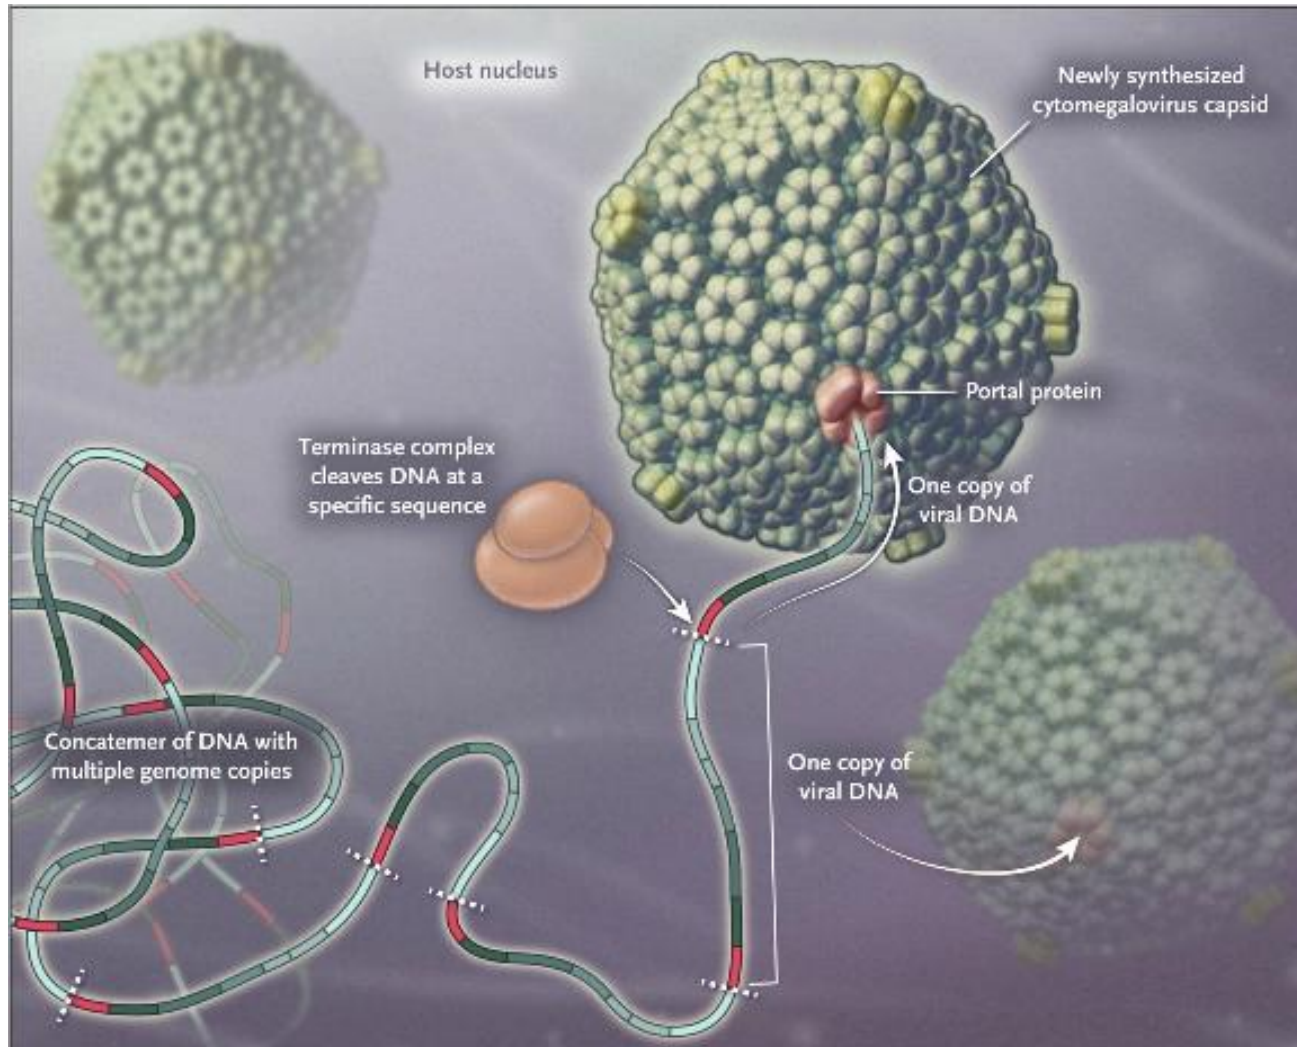 Host nucleus
Newly synthesized
cytomegalovirus capsid
Portal protein
Terminase complex
cleaves DNA at a
specific sequence
One copy of
viral DNA
Concatemer of DNA with
multiple genome copies
One copy of
viral DNA